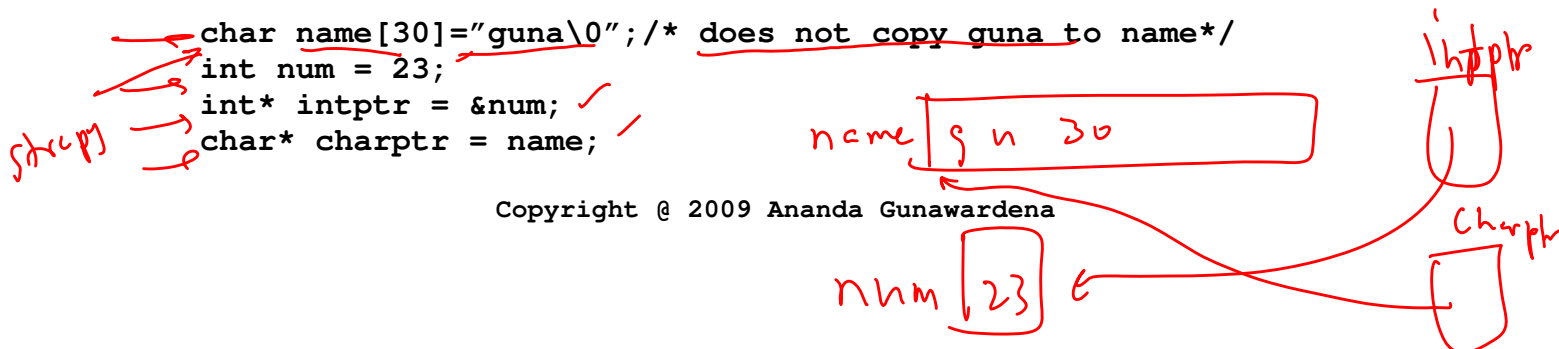 char name[30]=”guna\0”;/* does not copy guna to name*/
int num = 23;
int* intptr = &num;
char* charptr = name;
strcpy
intptr
name g u 30
Copyright @ 2009 Ananda Gunawardena
Charptr
num 23